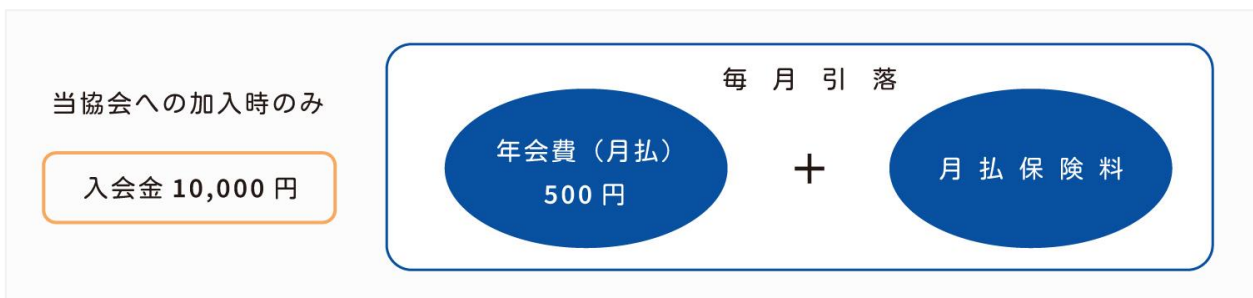 当協会への加入時のみ
入会金 10,000 円
毎月引落
年会費（月払）
500 円
+
月払保険料